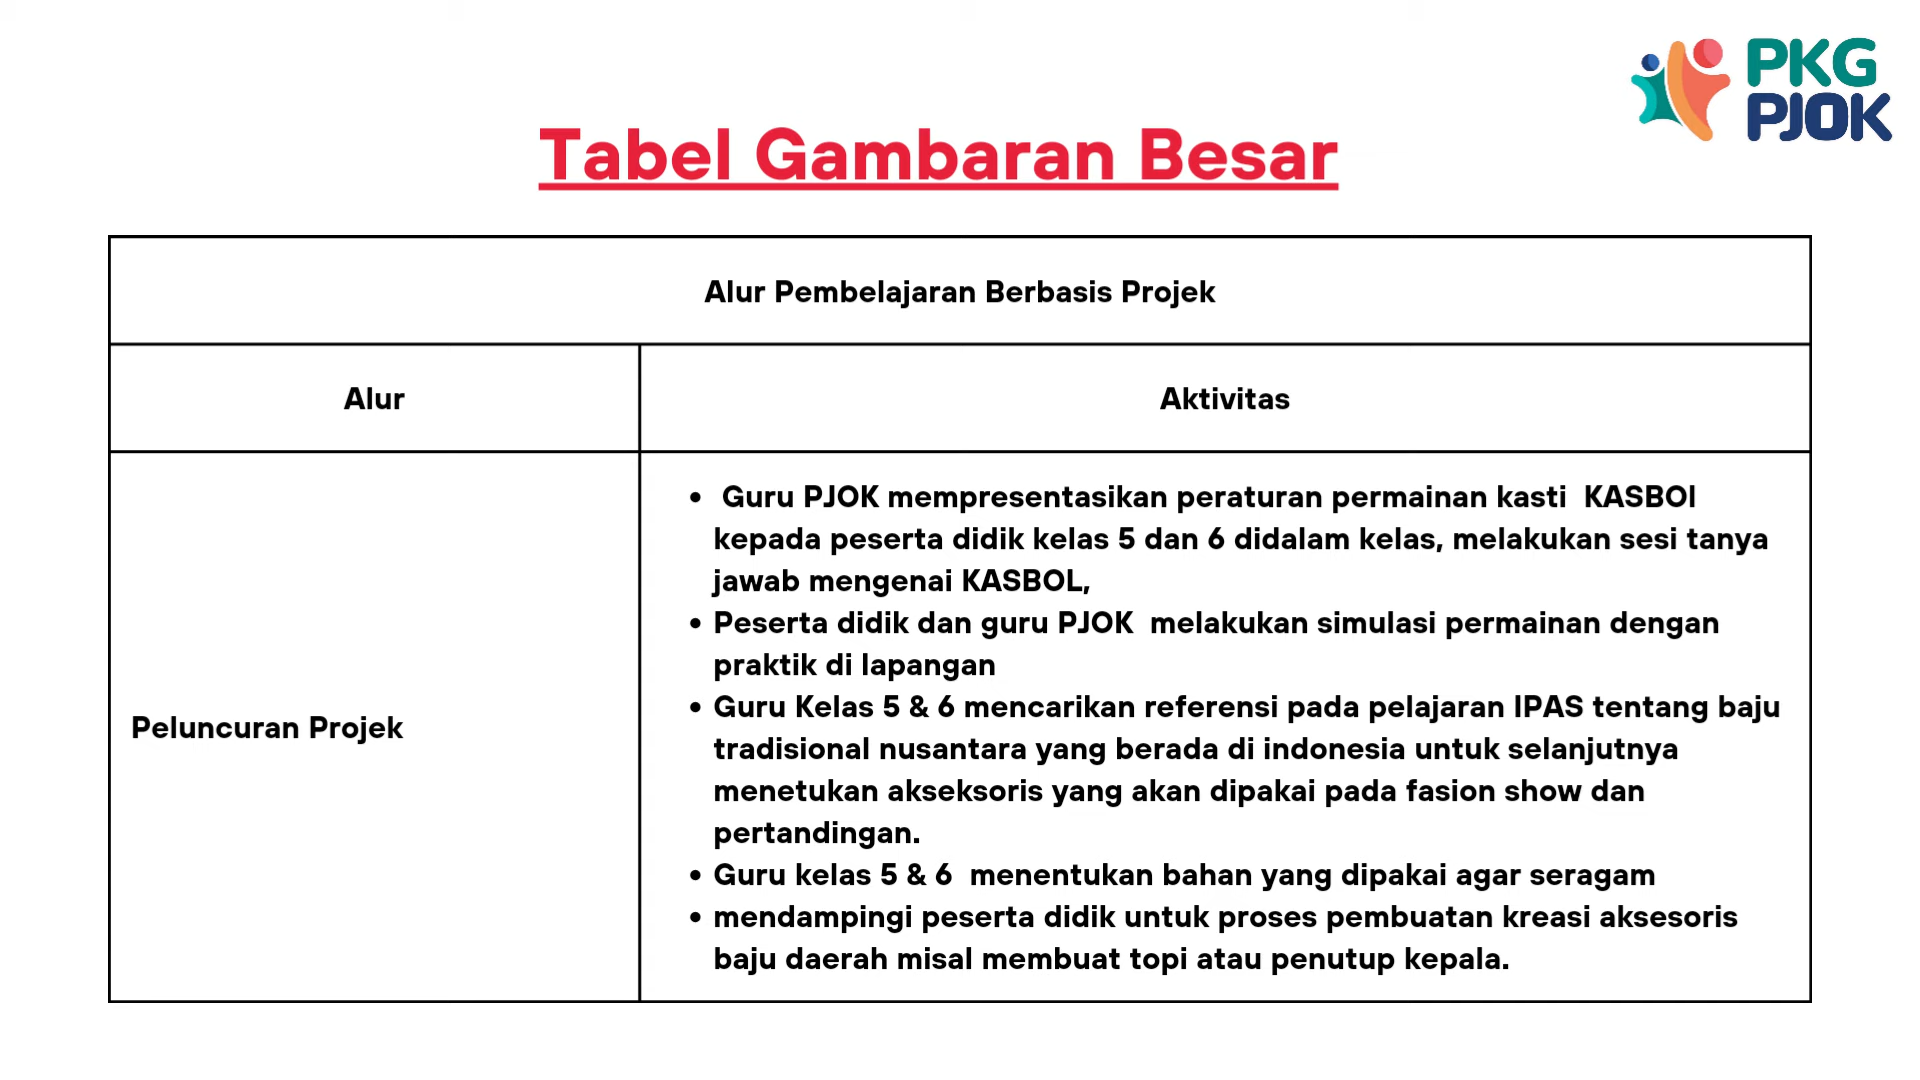 PKG
PJOK
Tabel Gambaran Besar
Alur Pembelajaran Berbasis Projek
Alur
Aktivitas
Peluncuran Projek
• Guru PJOK mempresentasikan peraturan permainan kasti KASBOl
kepada peserta didik kelas 5 dan 6 didalam kelas, melakukan sesi tanya
jawab mengenai KASBOL,
• Peserta didik dan guru PJOK melakukan simulasi permainan dengan
praktik di lapangan
• Guru Kelas 5 & 6 mencarikan referensi pada pelajaran IPAS tentang baju
tradisional nusantara yang berada di indonesia untuk selanjutnya
menetukan akseksoris yang akan dipakai pada fasion show dan
pertandingan.
• Guru kelas 5 & 6 menentukan bahan yang dipakai agar seragam
• mendampingi peserta didik untuk proses pembuatan kreasi aksesoris
baju daerah misal membuat topi atau penutup kepala.